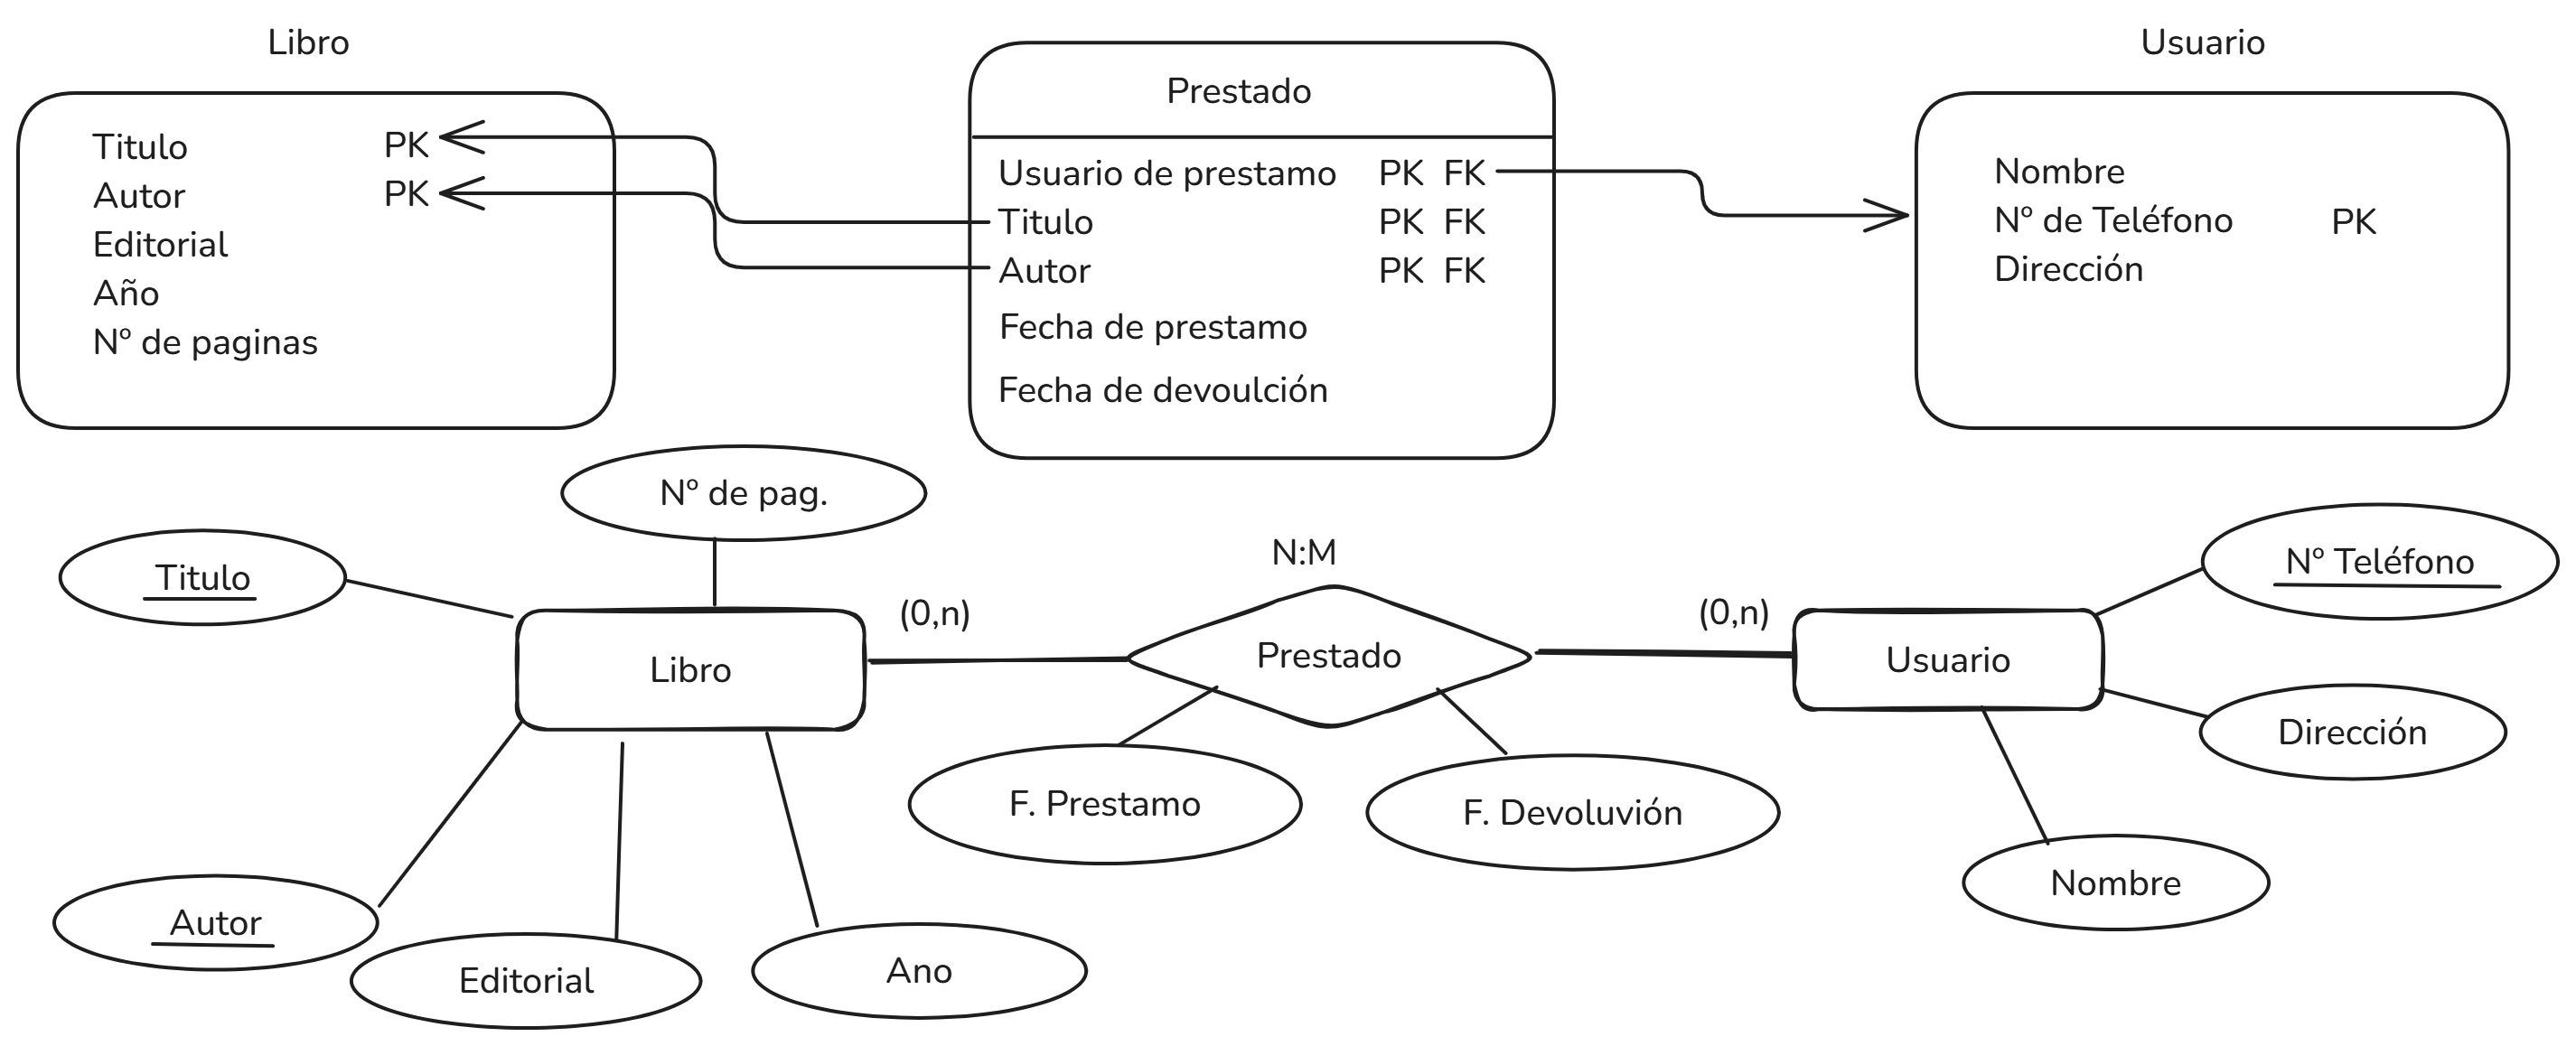 Libro
Titulo PK
Autor PK
Editorial
Año
Nº de paginas
Prestado
Usuario de prestamo PK FK
Titulo PK FK
Autor PK FK
Fecha de prestamo
Fecha de devoulción
Usuario
Nombre
Nº de Teléfono PK
Dirección
Nº de pag.
Titulo
N:M
Nº Teléfono
(0,n)
(0,n)
Libro
Prestado
Usuario
Dirección
F. Prestamo
F. Devoluvión
Nombre
Autor
Editorial
Ano